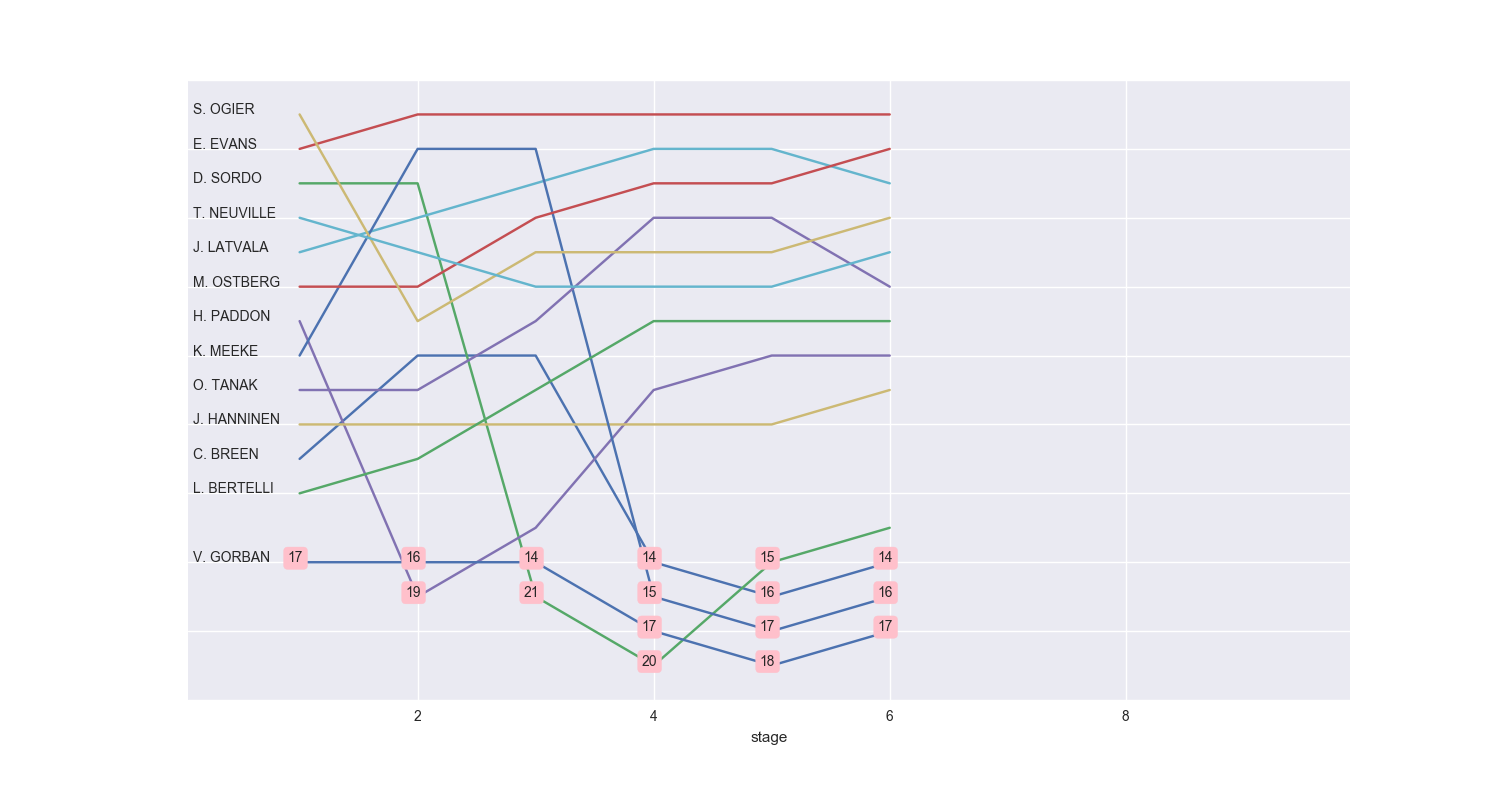 S. OGIER
E. EVANS
D. SORDO
T. NEUVILLE
J. LATVALA
M. OSTBERG
H. PADDON
K. MEEKE
O. TANAK
J. HANNINEN
C. BREEN
L. BERTELLI
V. GORBAN 17 16 14 14 15 14
19 21 15 16 16
17 17 17
20 18
2 4 6 8
stage